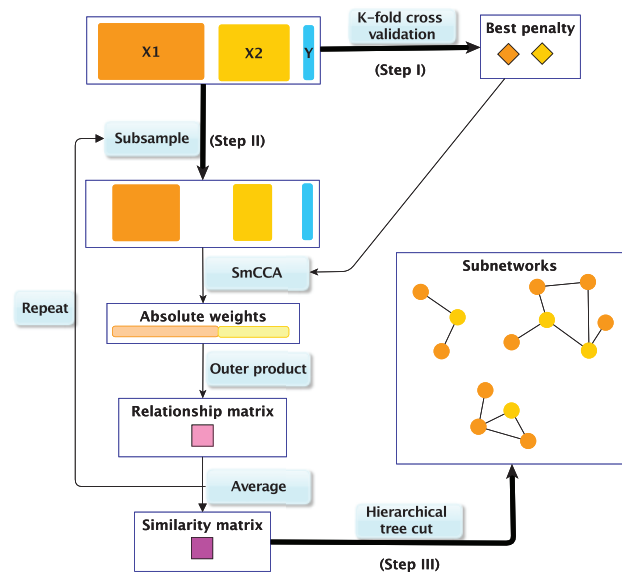 K-fold cross
validation
X1
X2
Y
Best penalty
(Step I)
Subsample
(Step II)
SmCCA
Subnetworks
Repeat
Absolute weights
Outer product
Relationship matrix
Average
Similarity matrix
Hierarchical
tree cut
(Step III)